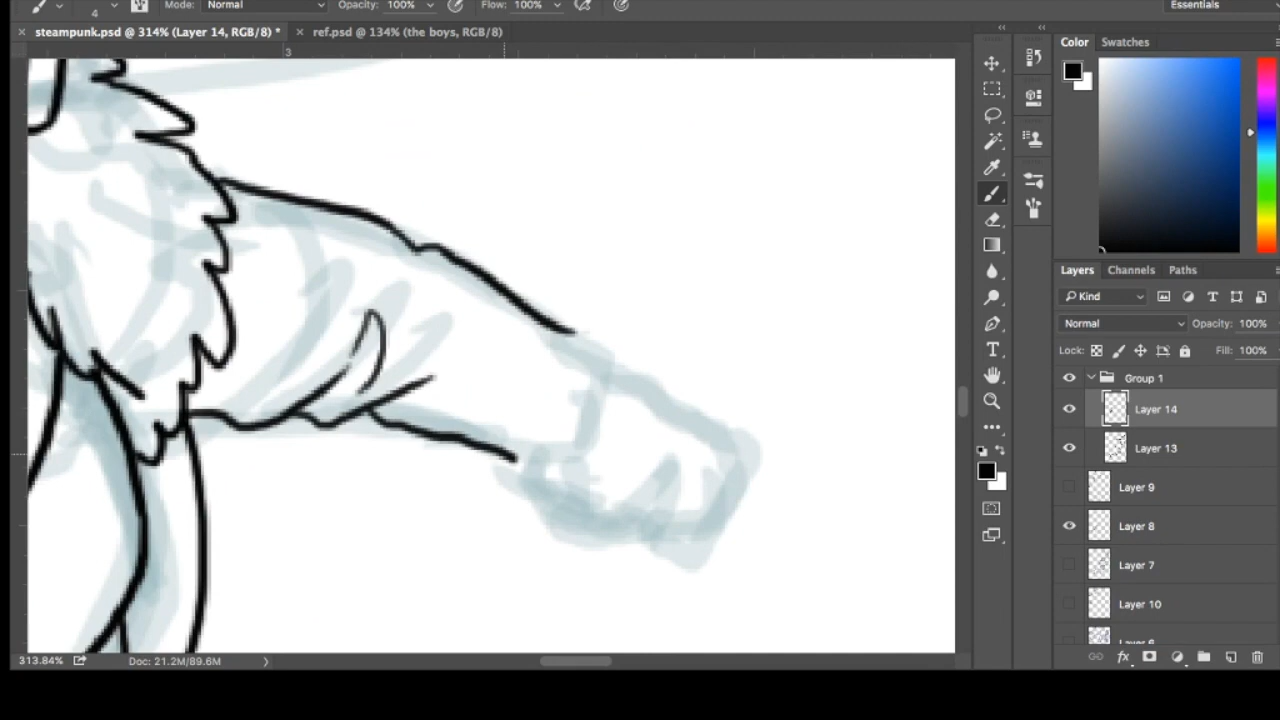 4 Mode: Normal Opacity: 100% Flow: 100% Essentials
steampunk.psd @ 314% (Layer 14, RGB/8) * ref.psd @ 134% (the boys, RGB/8)
3
Color Swatches
Layers Channels Paths
Kind
Normal Opacity: 100%
Lock: Fill: 100%
Group 1
Layer 14
Layer 13
Layer 9
Layer 8
Layer 7
Layer 10
313.84% Doc: 21.2M/89.6M